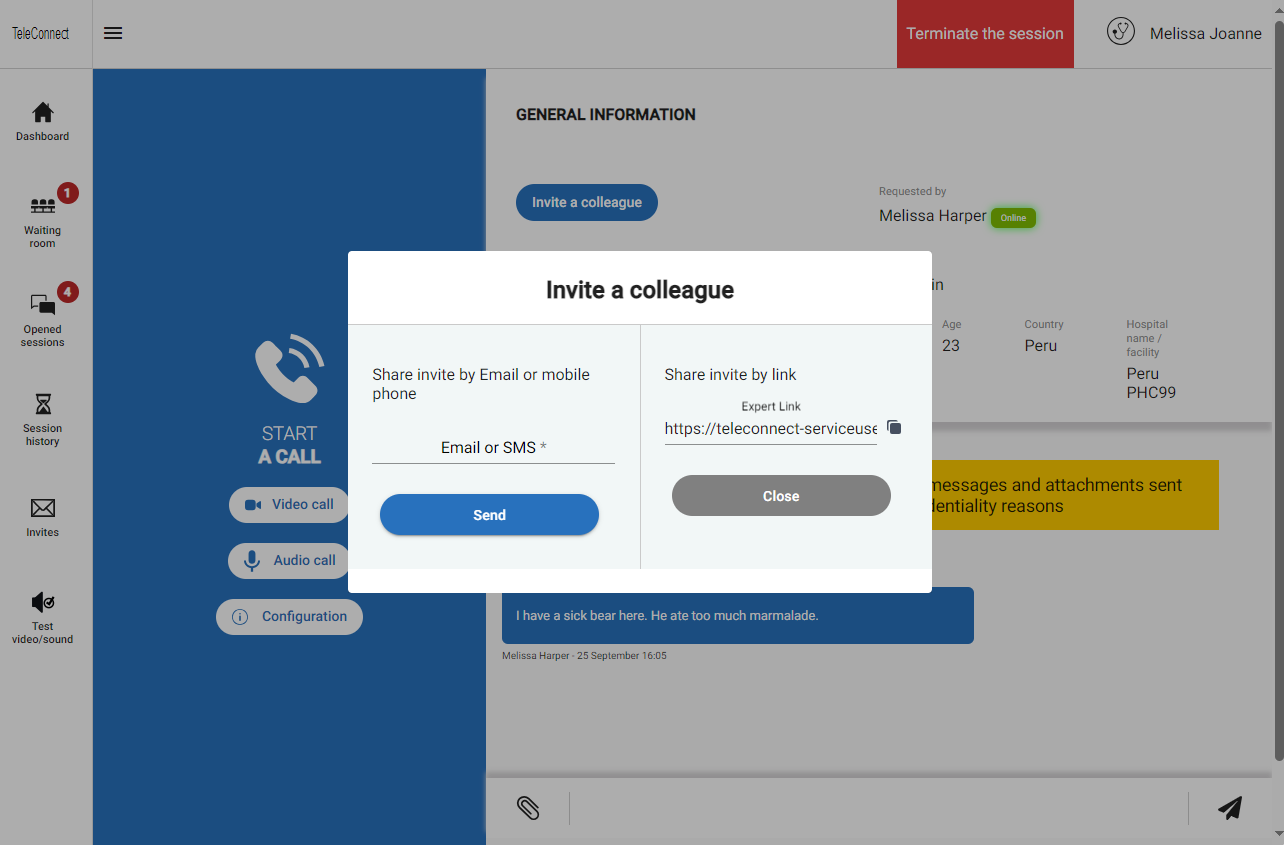 TeleConnect
Terminate the session
Melissa Joanne
Dashboard
1
Waiting
room
4
Opened
sessions
Session
history
Invites
Test
video/sound
START
A CALL
Video call
Audio call
Configuration
GENERAL INFORMATION
Invite a colleague
Requested by
Melissa Harper
Online
in
Age
23
Country
Peru
Hospital
name /
facility
Peru
PHC99
Invite a colleague
Share invite by Email or mobile
phone
Email or SMS *
Send
Share invite by link
Expert Link
https://teleconnect-serviceuse
Close
messages and attachments sent
dentiality reasons
I have a sick bear here. He ate too much marmalade.
Melissa Harper - 25 September 16:05